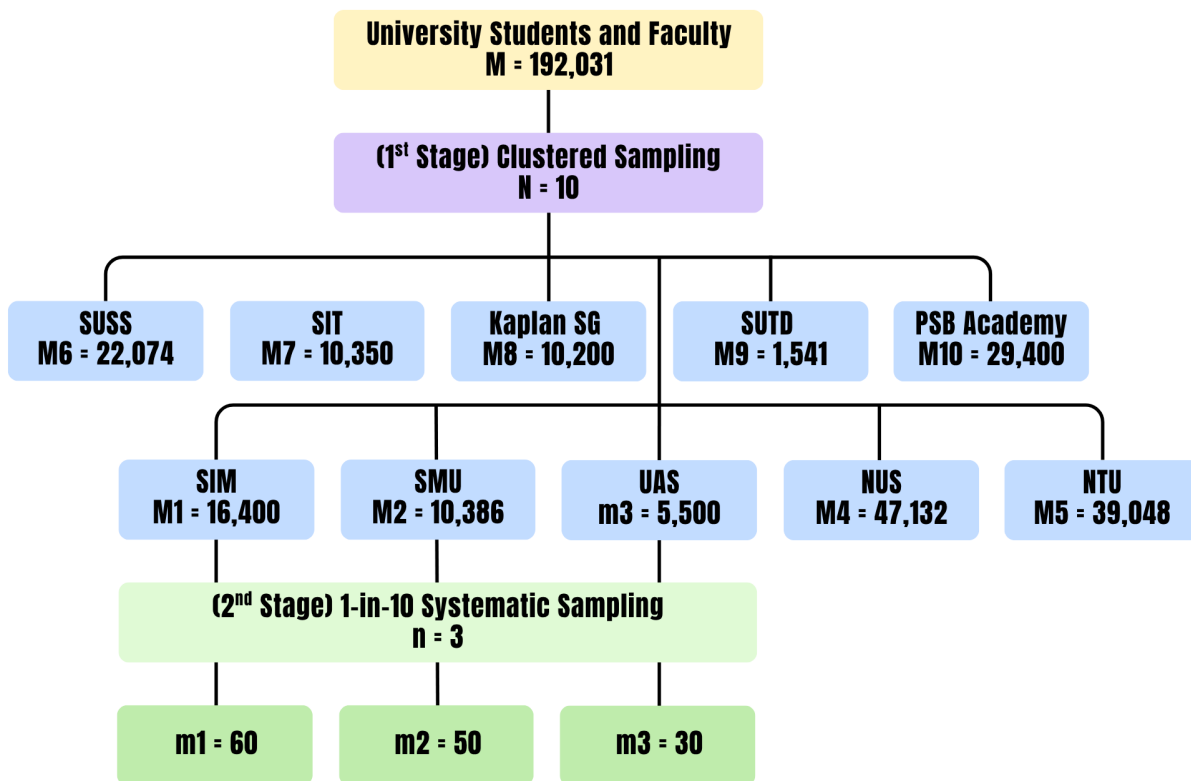 University Students and Faculty
M = 192,031
(1st Stage) Clustered Sampling
N = 10
SUSS
M6 = 22,074
SIT
M7 = 10,350
Kaplan SG
M8 = 10,200
SUTD
M9 = 1,541
PSB Academy
M10 = 29,400
SIM
M1 = 16,400
SMU
M2 = 10,386
UAS
m3 = 5,500
NUS
M4 = 47,132
NTU
M5 = 39,048
(2nd Stage) 1-in-10 Systematic Sampling
n = 3
m1 = 60
m2 = 50
m3 = 30